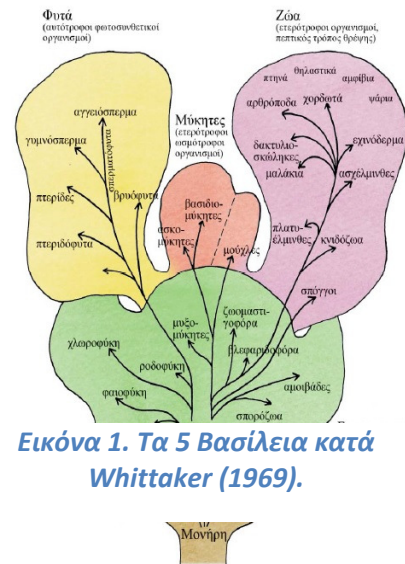 Φυτά
(αυτότροφοι φωτοσυνθετικοί
οργανισμοί)
Ζώα
(ετερότροφοι οργανισμοί,
πεπτικός τρόπος θρέψης)
Μύκητες
(ετερότροφοι
ωσμότροφοι
οργανισμοί)
αγγειόσπερμα
γυμνόσπερμα
σπερματόφυτα
πτερίδες
βρυόφυτα
πτεριδόφυτα
βασιδιο-
μύκητες
ασκο-
μύκητες
μούχλες
πτηνά
θηλαστικά
αμφίβια
ψάρια
αρθρόποδα
χορδωτά
δακτυλιο-
σκώληκες
εχινόδερμα
μαλάκια
ασχέλμινθες
πλατυ-
έλμινθες
κνιδόζωα
σπόγγοι
μυξο-
μύκητες
ζωομαστι-
γοφόρα
βλεφαριδοφόρα
χλωροφύκη
ροδοφύκη
φαιοφύκη
αμοιβάδες
σπορόζωα
Εικόνα 1. Τα 5 Βασίλεια κατά
Whittaker (1969).
Μονήρη